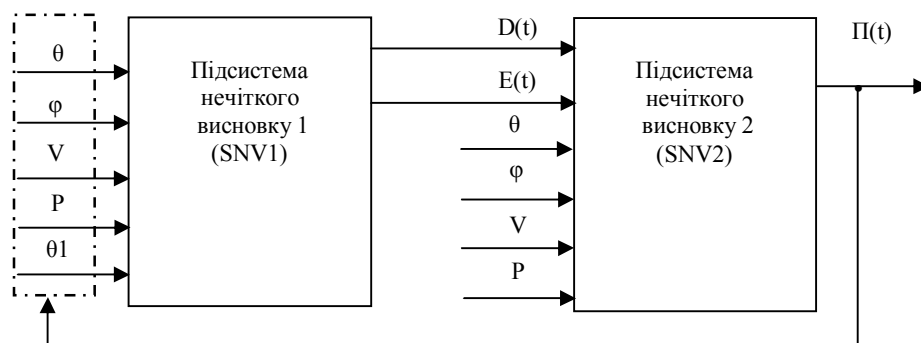 θ
φ
V
P
θ1
Підсистема
нечіткого
висновку 1
(SNV1)
D(t)
E(t)
θ
φ
V
P
Підсистема
нечіткого
висновку 2
(SNV2)
П(t)